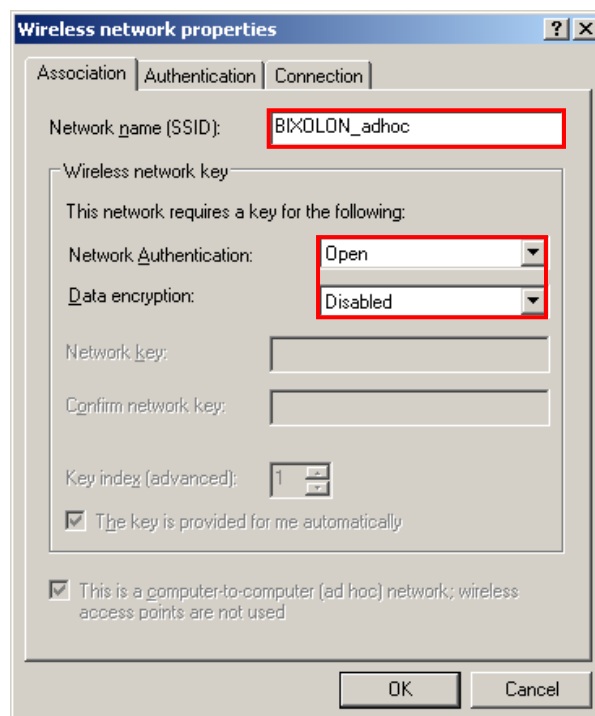 Wireless network properties
Association Authentication Connection
Network name (SSID): BIXOLON_adhoc
Wireless network key
This network requires a key for the following:
Network Authentication: Open
Data encryption: Disabled
Network key:
Confirm network key:
Key index (advanced): 1
The key is provided for me automatically
This is a computer-to-computer (ad hoc) network; wireless
access points are not used
OK Cancel